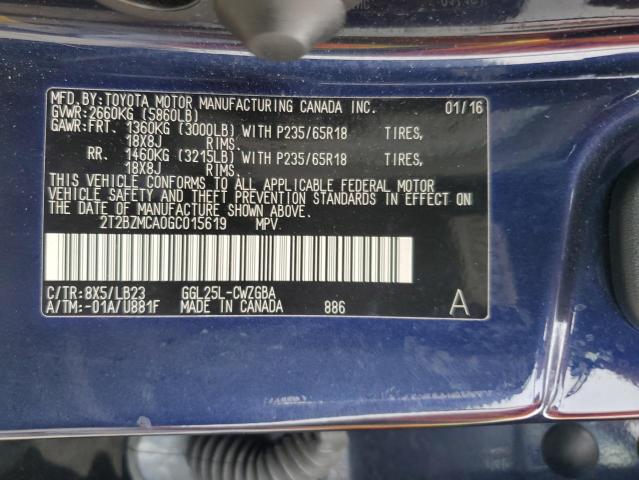 MFD.BY:TOYOTA MOTOR MANUFACTURING CANADA INC. 01/16
GVWR:2660KG (5860LB)
GAWR:FRT. 1360KG (3000LB) WITH P235/65R18 TIRES,
18X8J RIMS.
RR. 1460KG (3215LB) WITH P235/65R18 TIRES,
18X8J RIMS.
THIS VEHICLE CONFORMS TO ALL APPLICABLE FEDERAL MOTOR
VEHICLE SAFETY AND THEFT PREVENTION STANDARDS IN EFFECT ON
THE DATE OF MANUFACTURE SHOWN ABOVE.
2T2BZMCA0GC015619 MPV
C/TR:8X5/LB23 GGL25L-CWZGBA
A/TM:-01A/U881F MADE IN CANADA 886 A